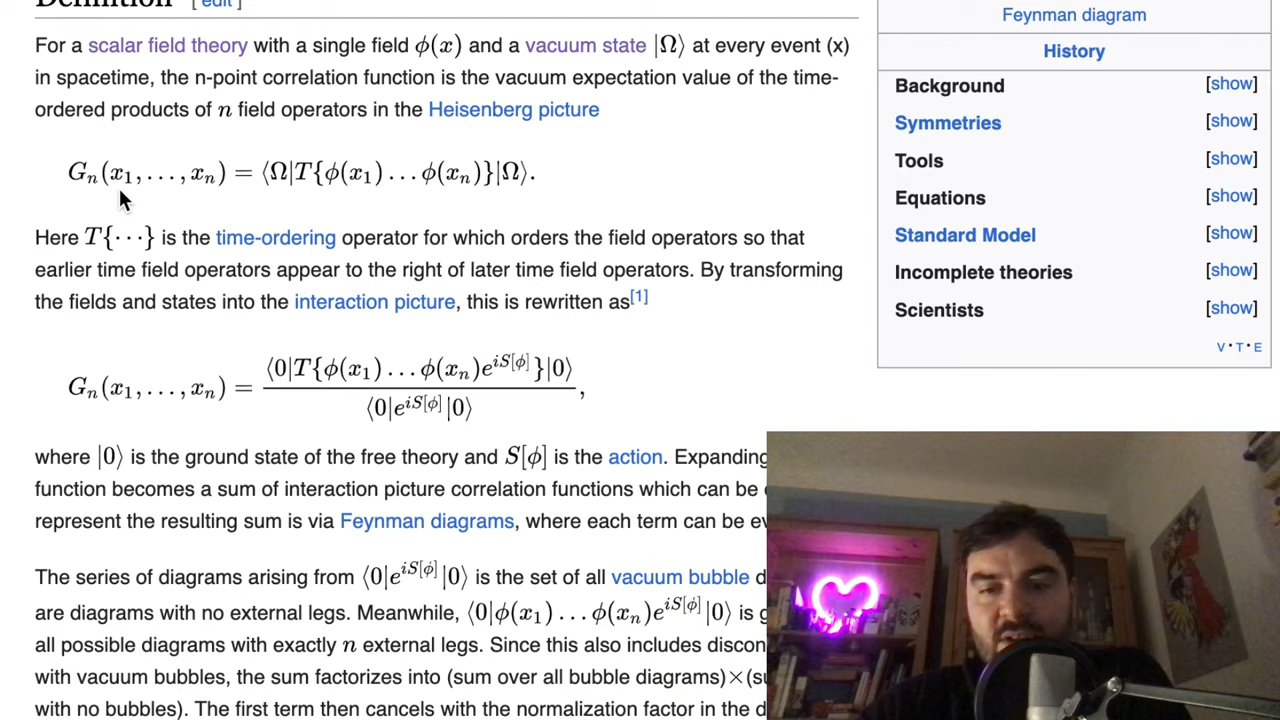 Definition [ edit ]
For a scalar field theory with a single field ϕ(x) and a vacuum state |Ω⟩ at every event (x)
in spacetime, the n-point correlation function is the vacuum expectation value of the time-
ordered products of n field operators in the Heisenberg picture
Gₙ(x₁, …, xₙ) = ⟨Ω|T{ϕ(x₁) … ϕ(xₙ)}|Ω⟩.
Here T{⋯} is the time-ordering operator for which orders the field operators so that
earlier time field operators appear to the right of later time field operators. By transforming
the fields and states into the interaction picture, this is rewritten as[1]
Gₙ(x₁, …, xₙ) = ⟨0|T{ϕ(x₁) … ϕ(xₙ)e^{iS[ϕ]}}|0⟩ / ⟨0|e^{iS[ϕ]}|0⟩,
where |0⟩ is the ground state of the free theory and S[ϕ] is the action. Expanding
function becomes a sum of interaction picture correlation functions which can be
represent the resulting sum is via Feynman diagrams, where each term can be
The series of diagrams arising from ⟨0|e^{iS[ϕ]}|0⟩ is the set of all vacuum bubble
are diagrams with no external legs. Meanwhile, ⟨0|ϕ(x₁) … ϕ(xₙ)e^{iS[ϕ]}|0⟩ is
all possible diagrams with exactly n external legs. Since this also includes
with vacuum bubbles, the sum factorizes into (sum over all bubble diagrams)×
with no bubbles). The first term then cancels with the normalization factor in the
Feynman diagram
History
Background [show]
Symmetries [show]
Tools [show]
Equations [show]
Standard Model [show]
Incomplete theories [show]
Scientists [show]
V • T • E